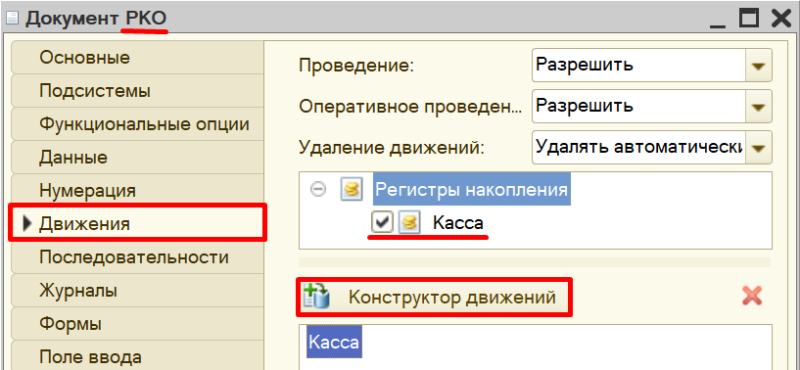 Документ РКО
Основные
Подсистемы
Функциональные опции
Данные
Нумерация
Движения
Последовательности
Журналы
Формы
Поле ввода
Проведение: Разрешить
Оперативное проведен... Разрешить
Удаление движений: Удалять автоматически
Регистры накопления
Касса
Конструктор движений
Касса